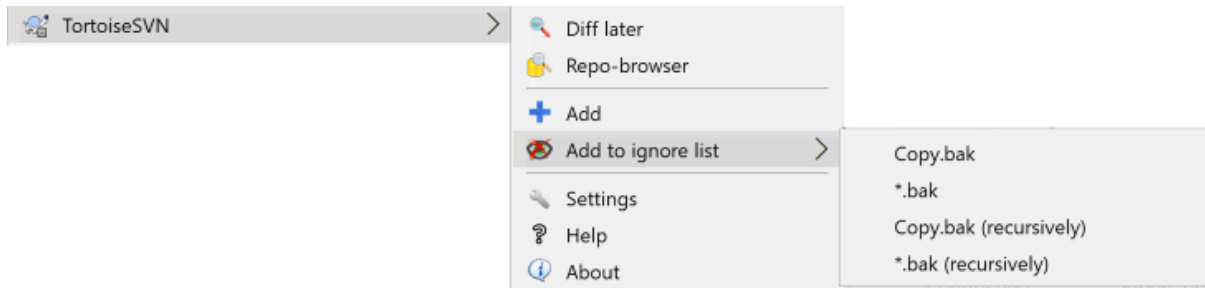 TortoiseSVN
Diff later
Repo-browser
Add
Add to ignore list
Settings
Help
About
Copy.bak
*.bak
Copy.bak (recursively)
*.bak (recursively)